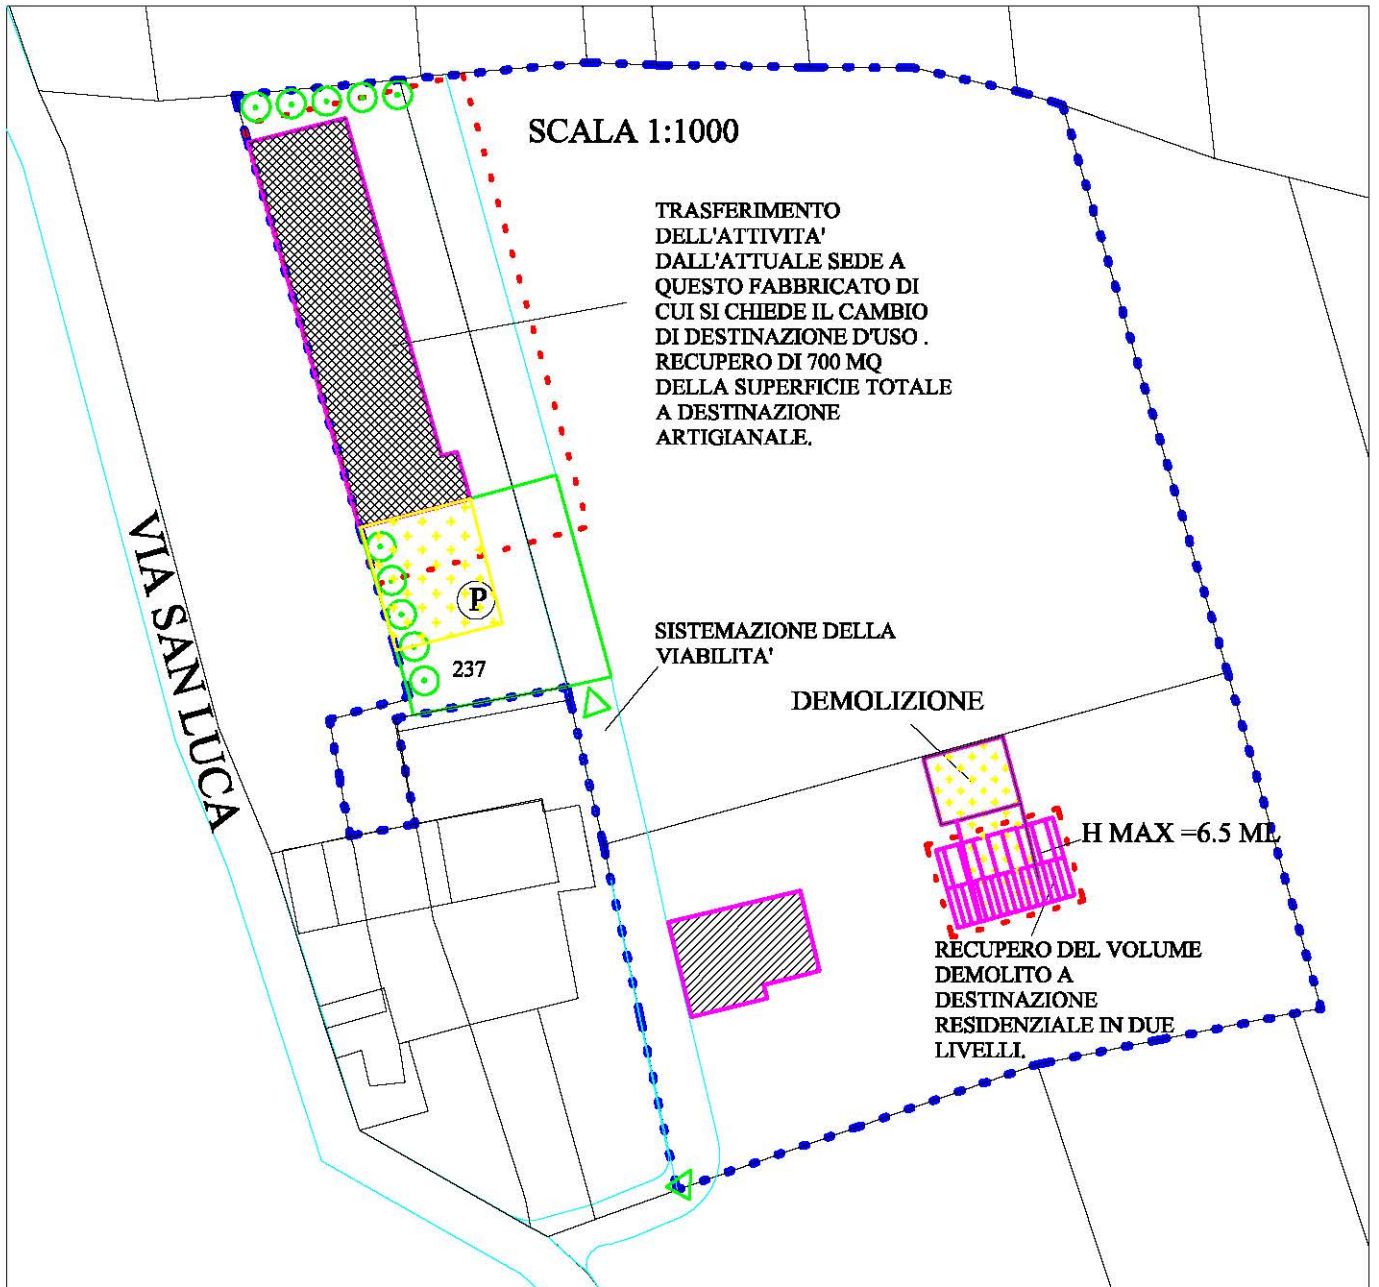 SCALA 1:1000
TRASFERIMENTO
DELL'ATTIVITA'
DALL'ATTUALE SEDE A
QUESTO FABBRICATO DI
CUI SI CHIEDE IL CAMBIO
DI DESTINAZIONE D'USO .
RECUPERO DI 700 MQ
DELLA SUPERFICIE TOTALE
A DESTINAZIONE
ARTIGIANALE.
VIA SAN LUCA
P
237
SISTEMAZIONE DELLA
VIABILITA'
DEMOLIZIONE
H MAX =6.5 ML
RECUPERO DEL VOLUME
DEMOLITO A
DESTINAZIONE
RESIDENZIALE IN DUE
LIVELLI.